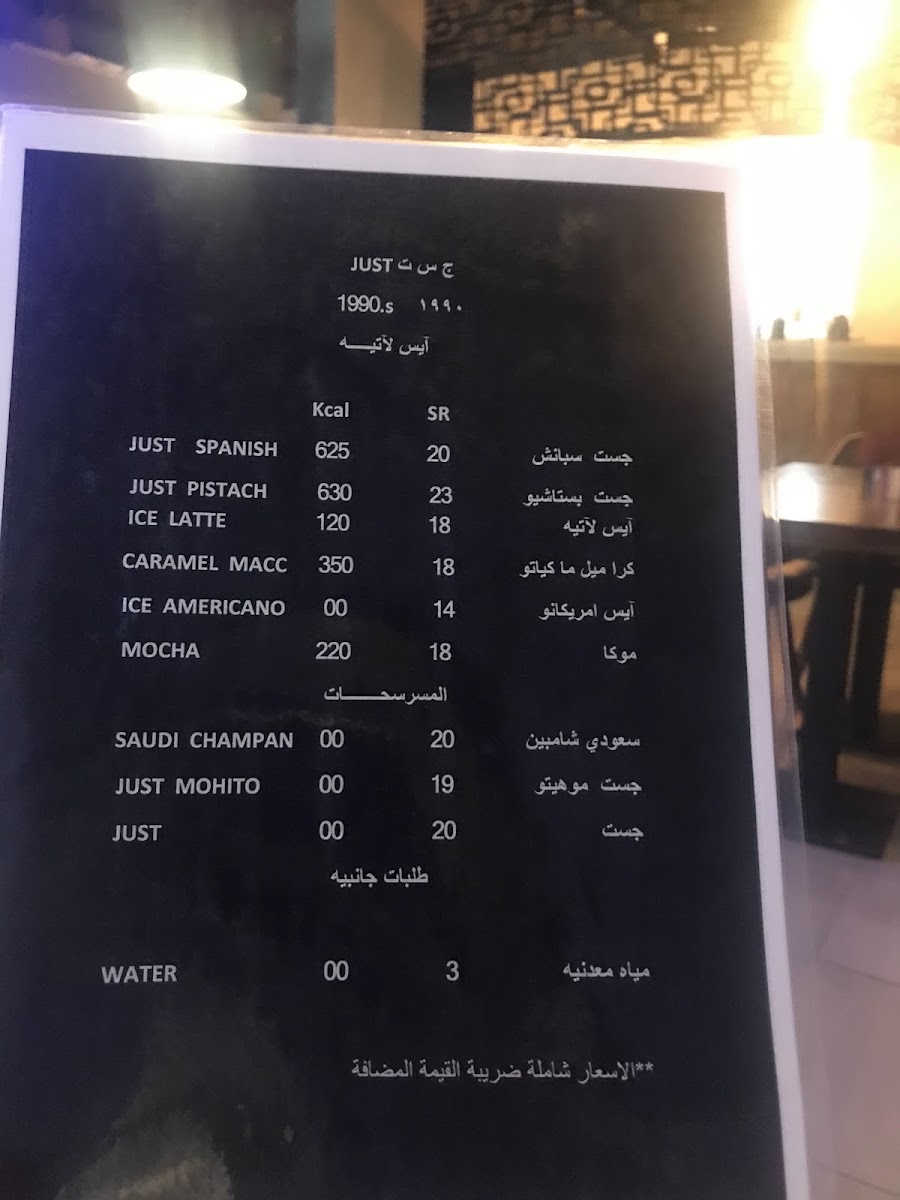 JUST ج س ت
1990.s ١٩٩٠
آيس لآتيـــــه
Kcal SR
JUST SPANISH 625 20 جست سبانش
JUST PISTACH 630 23 جست بستاشيو
ICE LATTE 120 18 آيس لآتيه
CARAMEL MACC 350 18 كرا ميل ما كياتو
ICE AMERICANO 00 14 آيس امريكانو
MOCHA 220 18 موكا
المسرسحـــــــات
SAUDI CHAMPAN 00 20 سعودي شامبين
JUST MOHITO 00 19 جست موهيتو
JUST 00 20 جست
طلبات جانبيه
WATER 00 3 مياه معدنيه
**الاسعار شاملة ضريبة القيمة المضافة